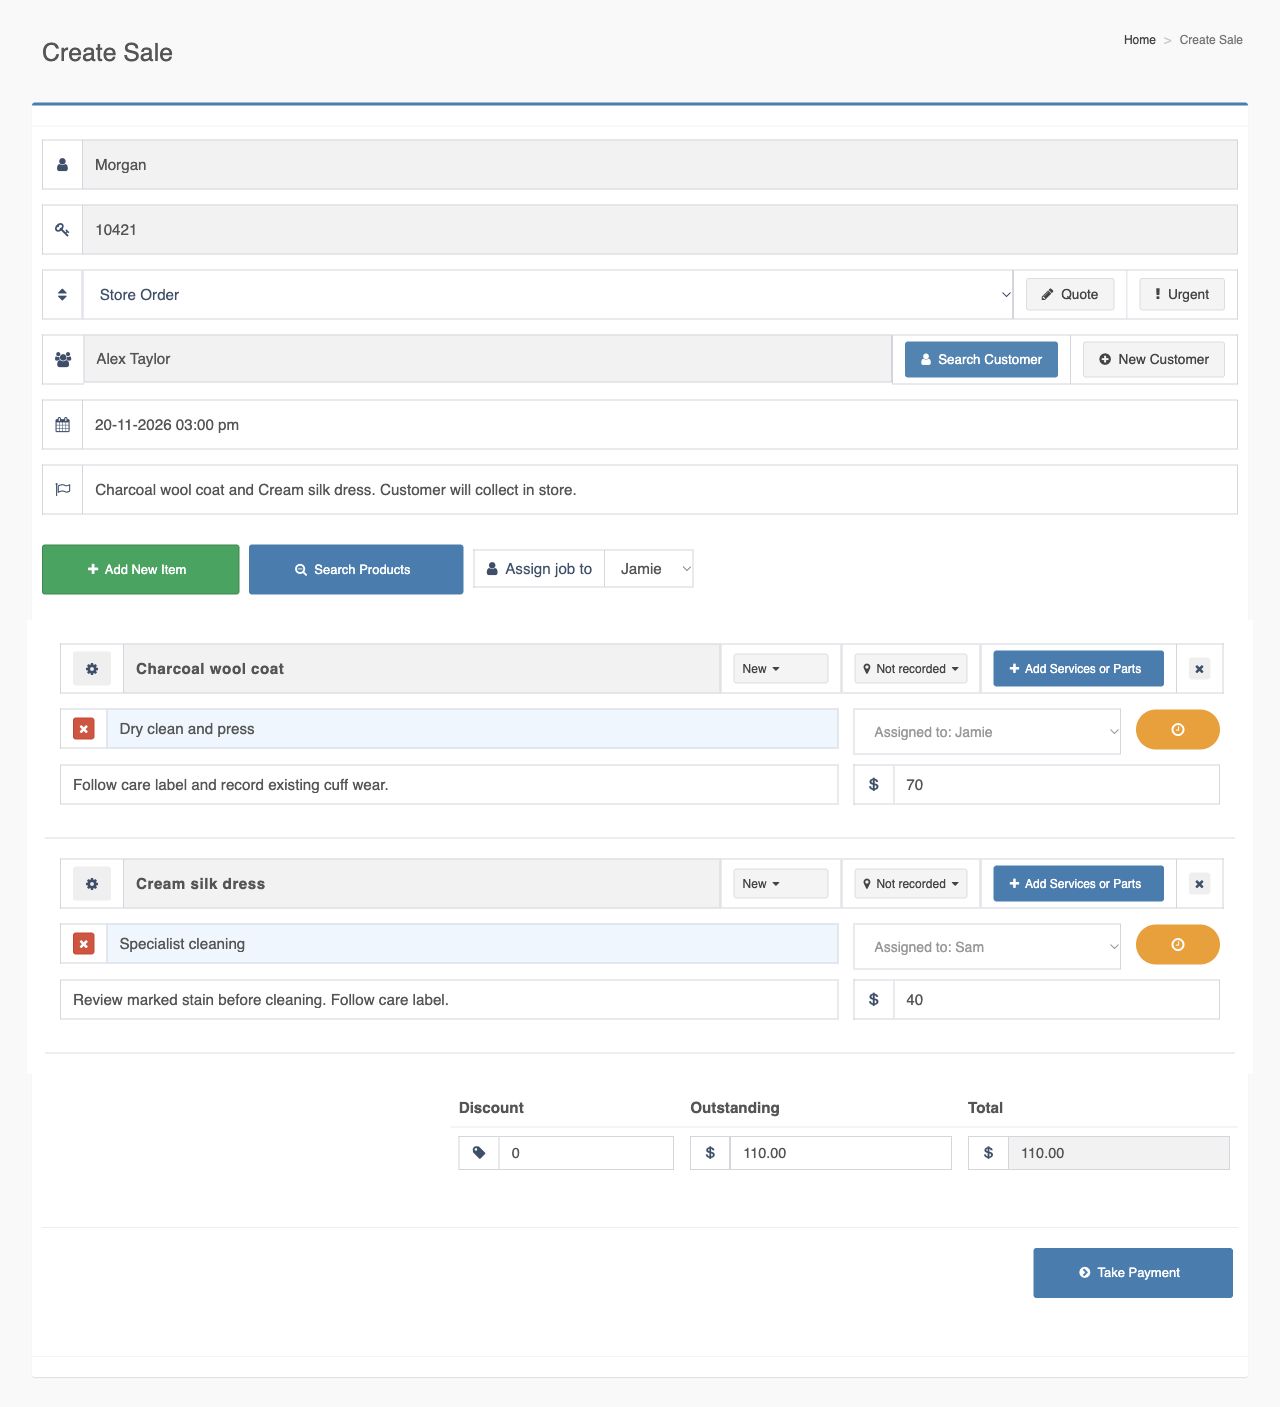 Create Sale
Home > Create Sale
Morgan
10421
Store Order
Quote
Urgent
Alex Taylor
Search Customer
New Customer
20-11-2026 03:00 pm
Charcoal wool coat and Cream silk dress. Customer will collect in store.
Add New Item
Search Products
Assign job to
Jamie
Charcoal wool coat
New
Not recorded
Add Services or Parts
Dry clean and press
Assigned to: Jamie
Follow care label and record existing cuff wear.
$ 70
Cream silk dress
New
Not recorded
Add Services or Parts
Specialist cleaning
Assigned to: Sam
Review marked stain before cleaning. Follow care label.
$ 40
Discount Outstanding Total
0 $ 110.00 $ 110.00
Take Payment